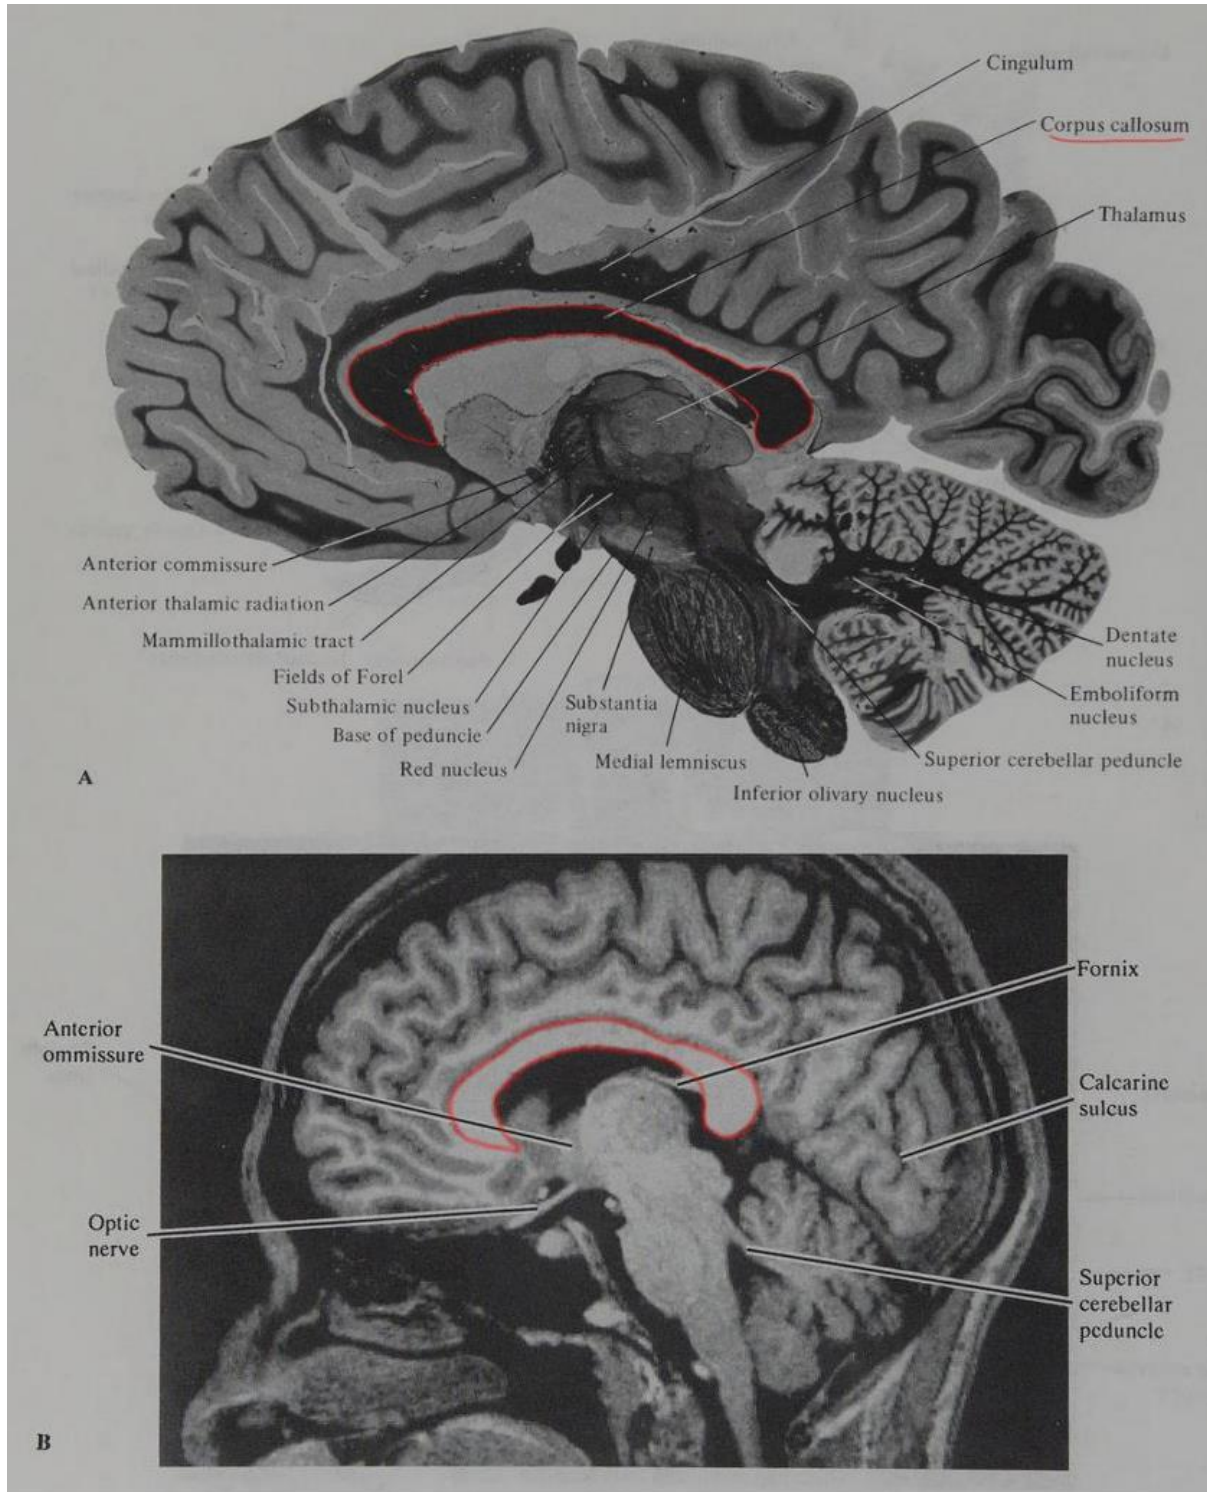 Cingulum
Corpus callosum
Thalamus
Anterior commissure
Anterior thalamic radiation
Mammillothalamic tract
Fields of Forel
Subthalamic nucleus
Base of peduncle
Red nucleus
Substantia
nigra
Medial lemniscus
Inferior olivary nucleus
Superior cerebellar peduncle
Emboliform
nucleus
Dentate
nucleus
A
Anterior
ommissure
Optic
nerve
Fornix
Calcarine
sulcus
Superior
cerebellar
peduncle
B